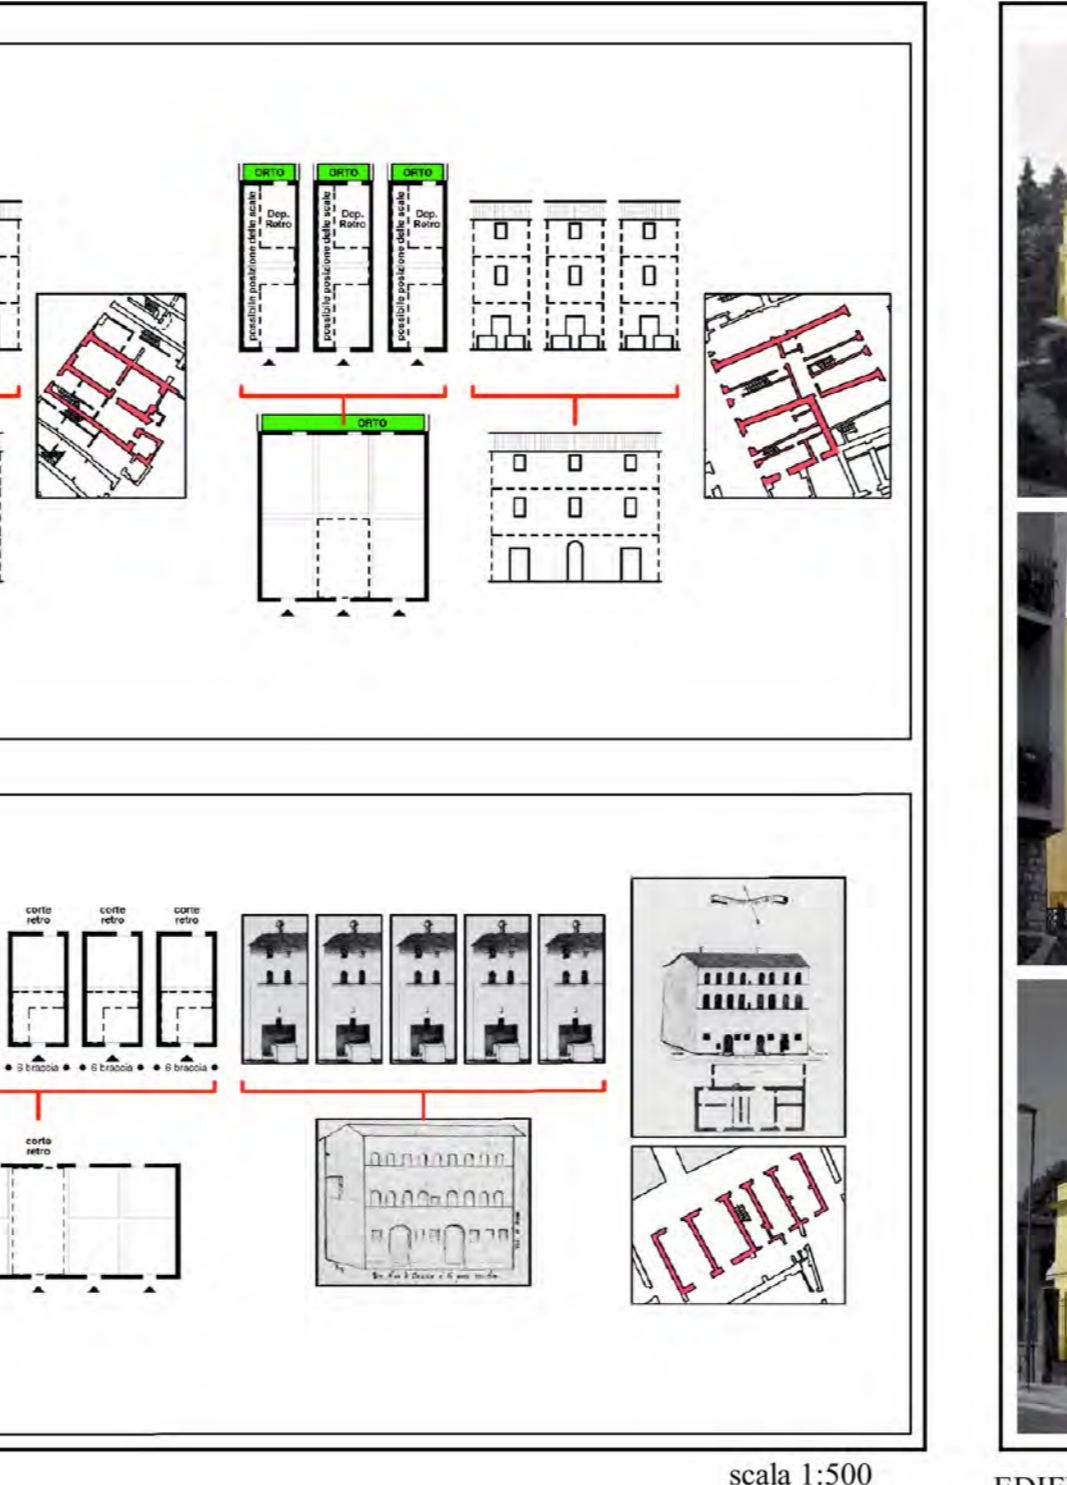 ORTO
ORTO
ORTO
possibile posizione delle scale
Dep.
Retro
possibile posizione delle scale
Dep.
Retro
possibile posizione delle scale
Dep.
Retro
ORTO
corte
retro
corte
retro
corte
retro
6 braccia
6 braccia
6 braccia
corte
retro
scala 1:500